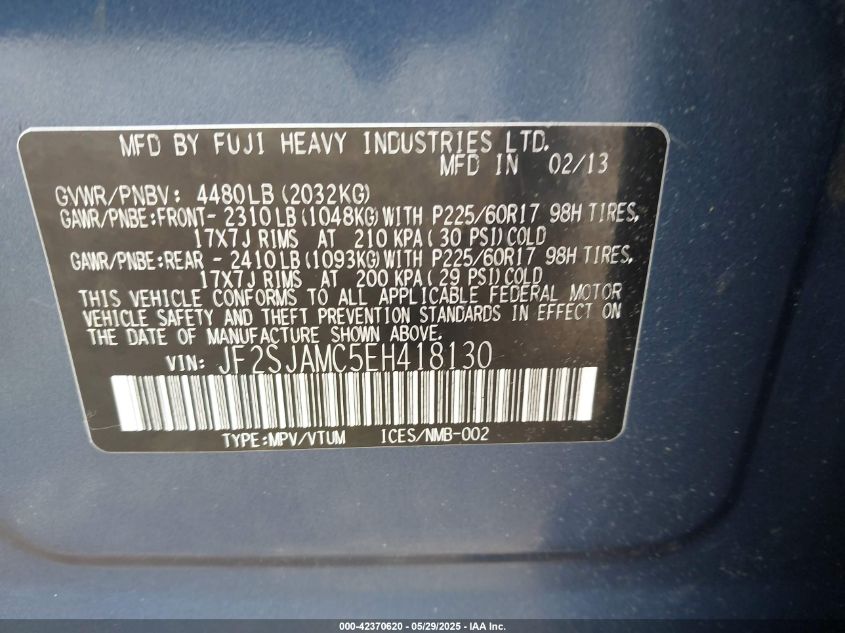 MFD BY FUJI HEAVY INDUSTRIES LTD.
MFD IN 02/13
GVWR/PNBV: 4480LB (2032KG)
GAWR/PNBE:FRONT- 2310LB (1048KG) WITH P225/60R17 98H TIRES,
17X7J RIMS AT 210 KPA( 30 PSI)COLD
GAWR/PNBE:REAR - 2410LB (1093KG) WITH P225/60R17 98H TIRES,
17X7J RIMS AT 200 KPA( 29 PSI)COLD
THIS VEHICLE CONFORMS TO ALL APPLICABLE FEDERAL MOTOR
VEHICLE SAFETY AND THEFT PREVENTION STANDARDS IN EFFECT ON
THE DATE OF MANUFACTURE SHOWN ABOVE.
VIN: JF2SJAMC5EH418130
TYPE:MPV/VTUM ICES/NMB-002
000-42370620 - 05/29/2025 - IAA Inc.